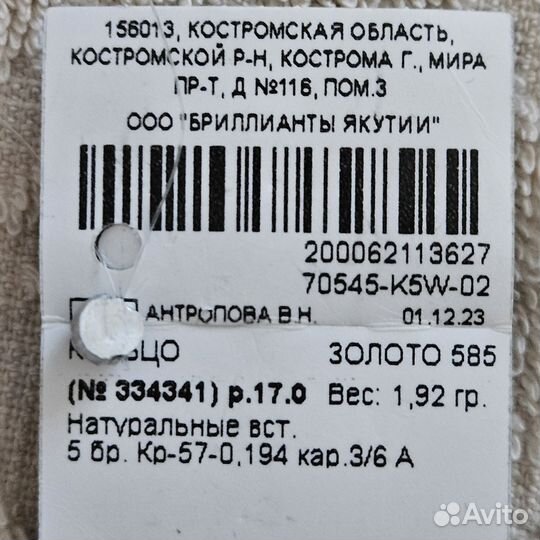 156013, КОСТРОМСКАЯ ОБЛАСТЬ,
КОСТРОМСКОЙ Р-Н, КОСТРОМА Г., МИРА
ПР-Т, Д №116, ПОМ.3
ООО "БРИЛЛИАНТЫ ЯКУТИИ"
200062113627
70545-K5W-02
АНТРОПОВА В.Н. 01.12.23
ЗОЛОТО 585
(№ 334341) р.17.0 Вес: 1,92 гр.
Натуральные вст.
5 бр. Кр-57-0,194 кар.3/6 А
Avito